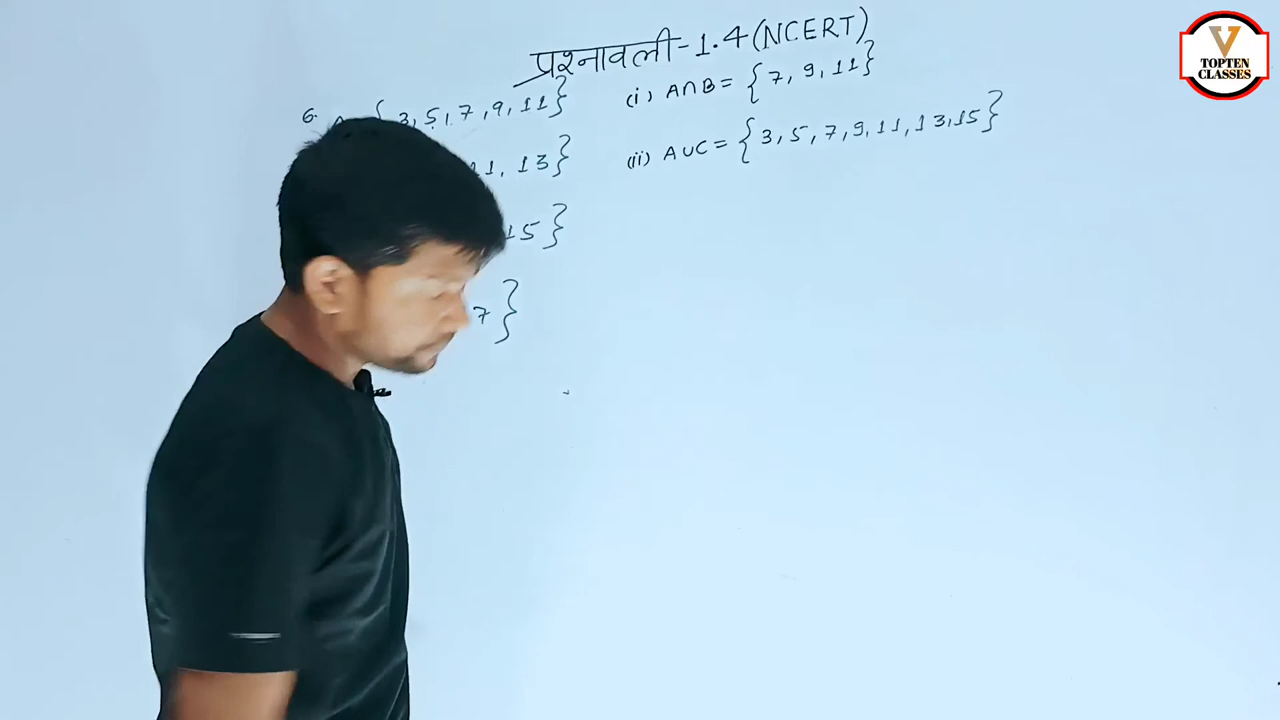 प्रश्नावली-1.4(NCERT)
6. A = { 3, 5, 7, 9, 11}
11, 13}
15}
7}
(i) A∩B = {7, 9, 11}
(ii) A∪C = {3, 5, 7, 9, 11, 13, 15}
V
TOPTEN
CLASSES